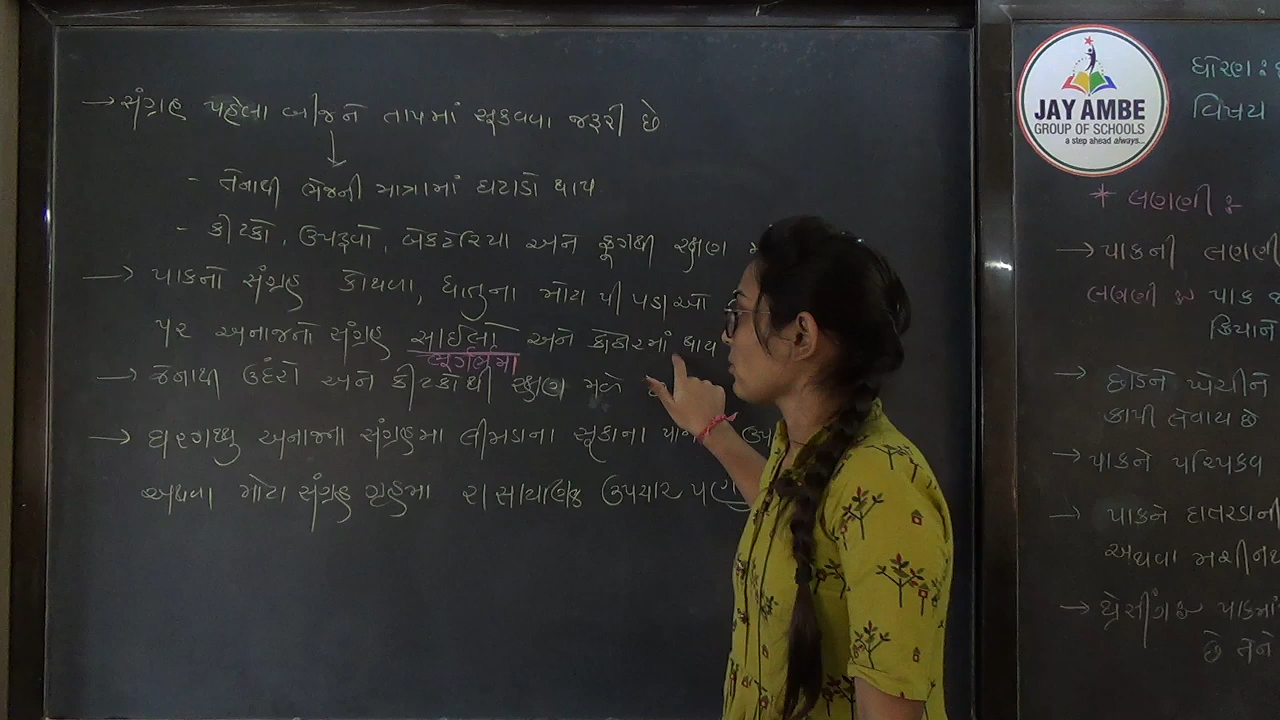 → સંગ્રહ પહેલા બીજને તાપમાં સૂકવવા જરૂરી છે
- તેનાથી ભેજની માત્રામાં ઘટાડો થાય
- કીટકો, ઉપદ્રવો, બેક્ટેરિયા અને ફૂગથી રક્ષણ
→ પાકનો સંગ્રહ કોથળા, ધાતુના મોટા પીપડાઓ
પર અનાજનો સંગ્રહ સાઈલો અને કોઠારમાં થાય
ભૂગર્ભમા
→ જેનાથી ઉંદરો અને કીટકોથી રક્ષણ મળે
→ ઘરગથ્થુ અનાજના સંગ્રહમા લીમડાના સૂકાના
અથવા મોટા સંગ્રહ ગૃહમા રાસાયણિક ઉપચાર પણ
JAY AMBE
GROUP OF SCHOOLS
a step ahead always...
ધોરણ :
વિષય
* લણણી :-
→ પાકની લણણી
લણણી :- પાક
ક્રિયાને
→ છોડને ખેંચીને
કાપી લેવાય છે
→ પાકને પરિપક્વ
→ પાકને દાતરડાની
અથવા મશીનથ
→ થ્રેસીંગ :- પાકમાં
છે તેને